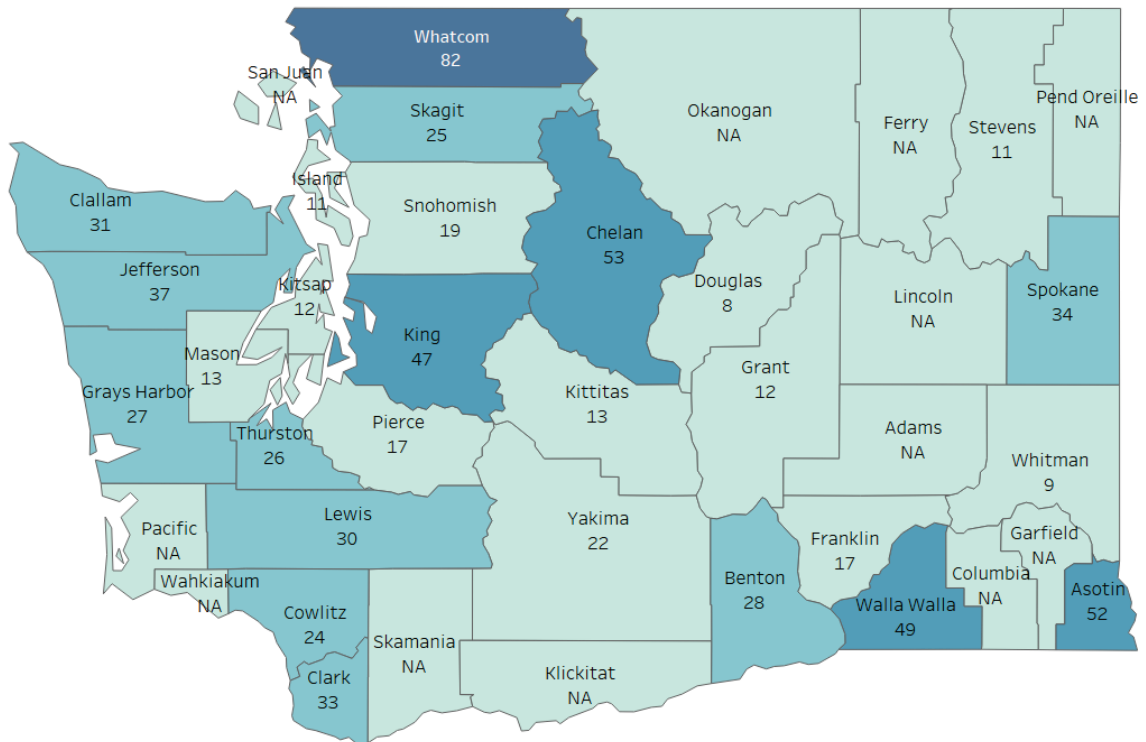 Whatcom
82
San Juan
NA
Skagit
25
Okanogan
NA
Ferry
NA
Stevens
11
Pend Oreille
NA
Clallam
31
Island
11
Snohomish
19
Chelan
53
Jefferson
37
Kitsap
12
Douglas
8
Lincoln
NA
Spokane
34
King
47
Mason
13
Grays Harbor
27
Kittitas
13
Grant
12
Thurston
26
Pierce
17
Adams
NA
Whitman
9
Pacific
NA
Lewis
30
Yakima
22
Franklin
17
Garfield
NA
Wahkiakum
NA
Benton
28
Columbia
NA
Asotin
52
Cowlitz
24
Walla Walla
49
Skamania
NA
Clark
33
Klickitat
NA